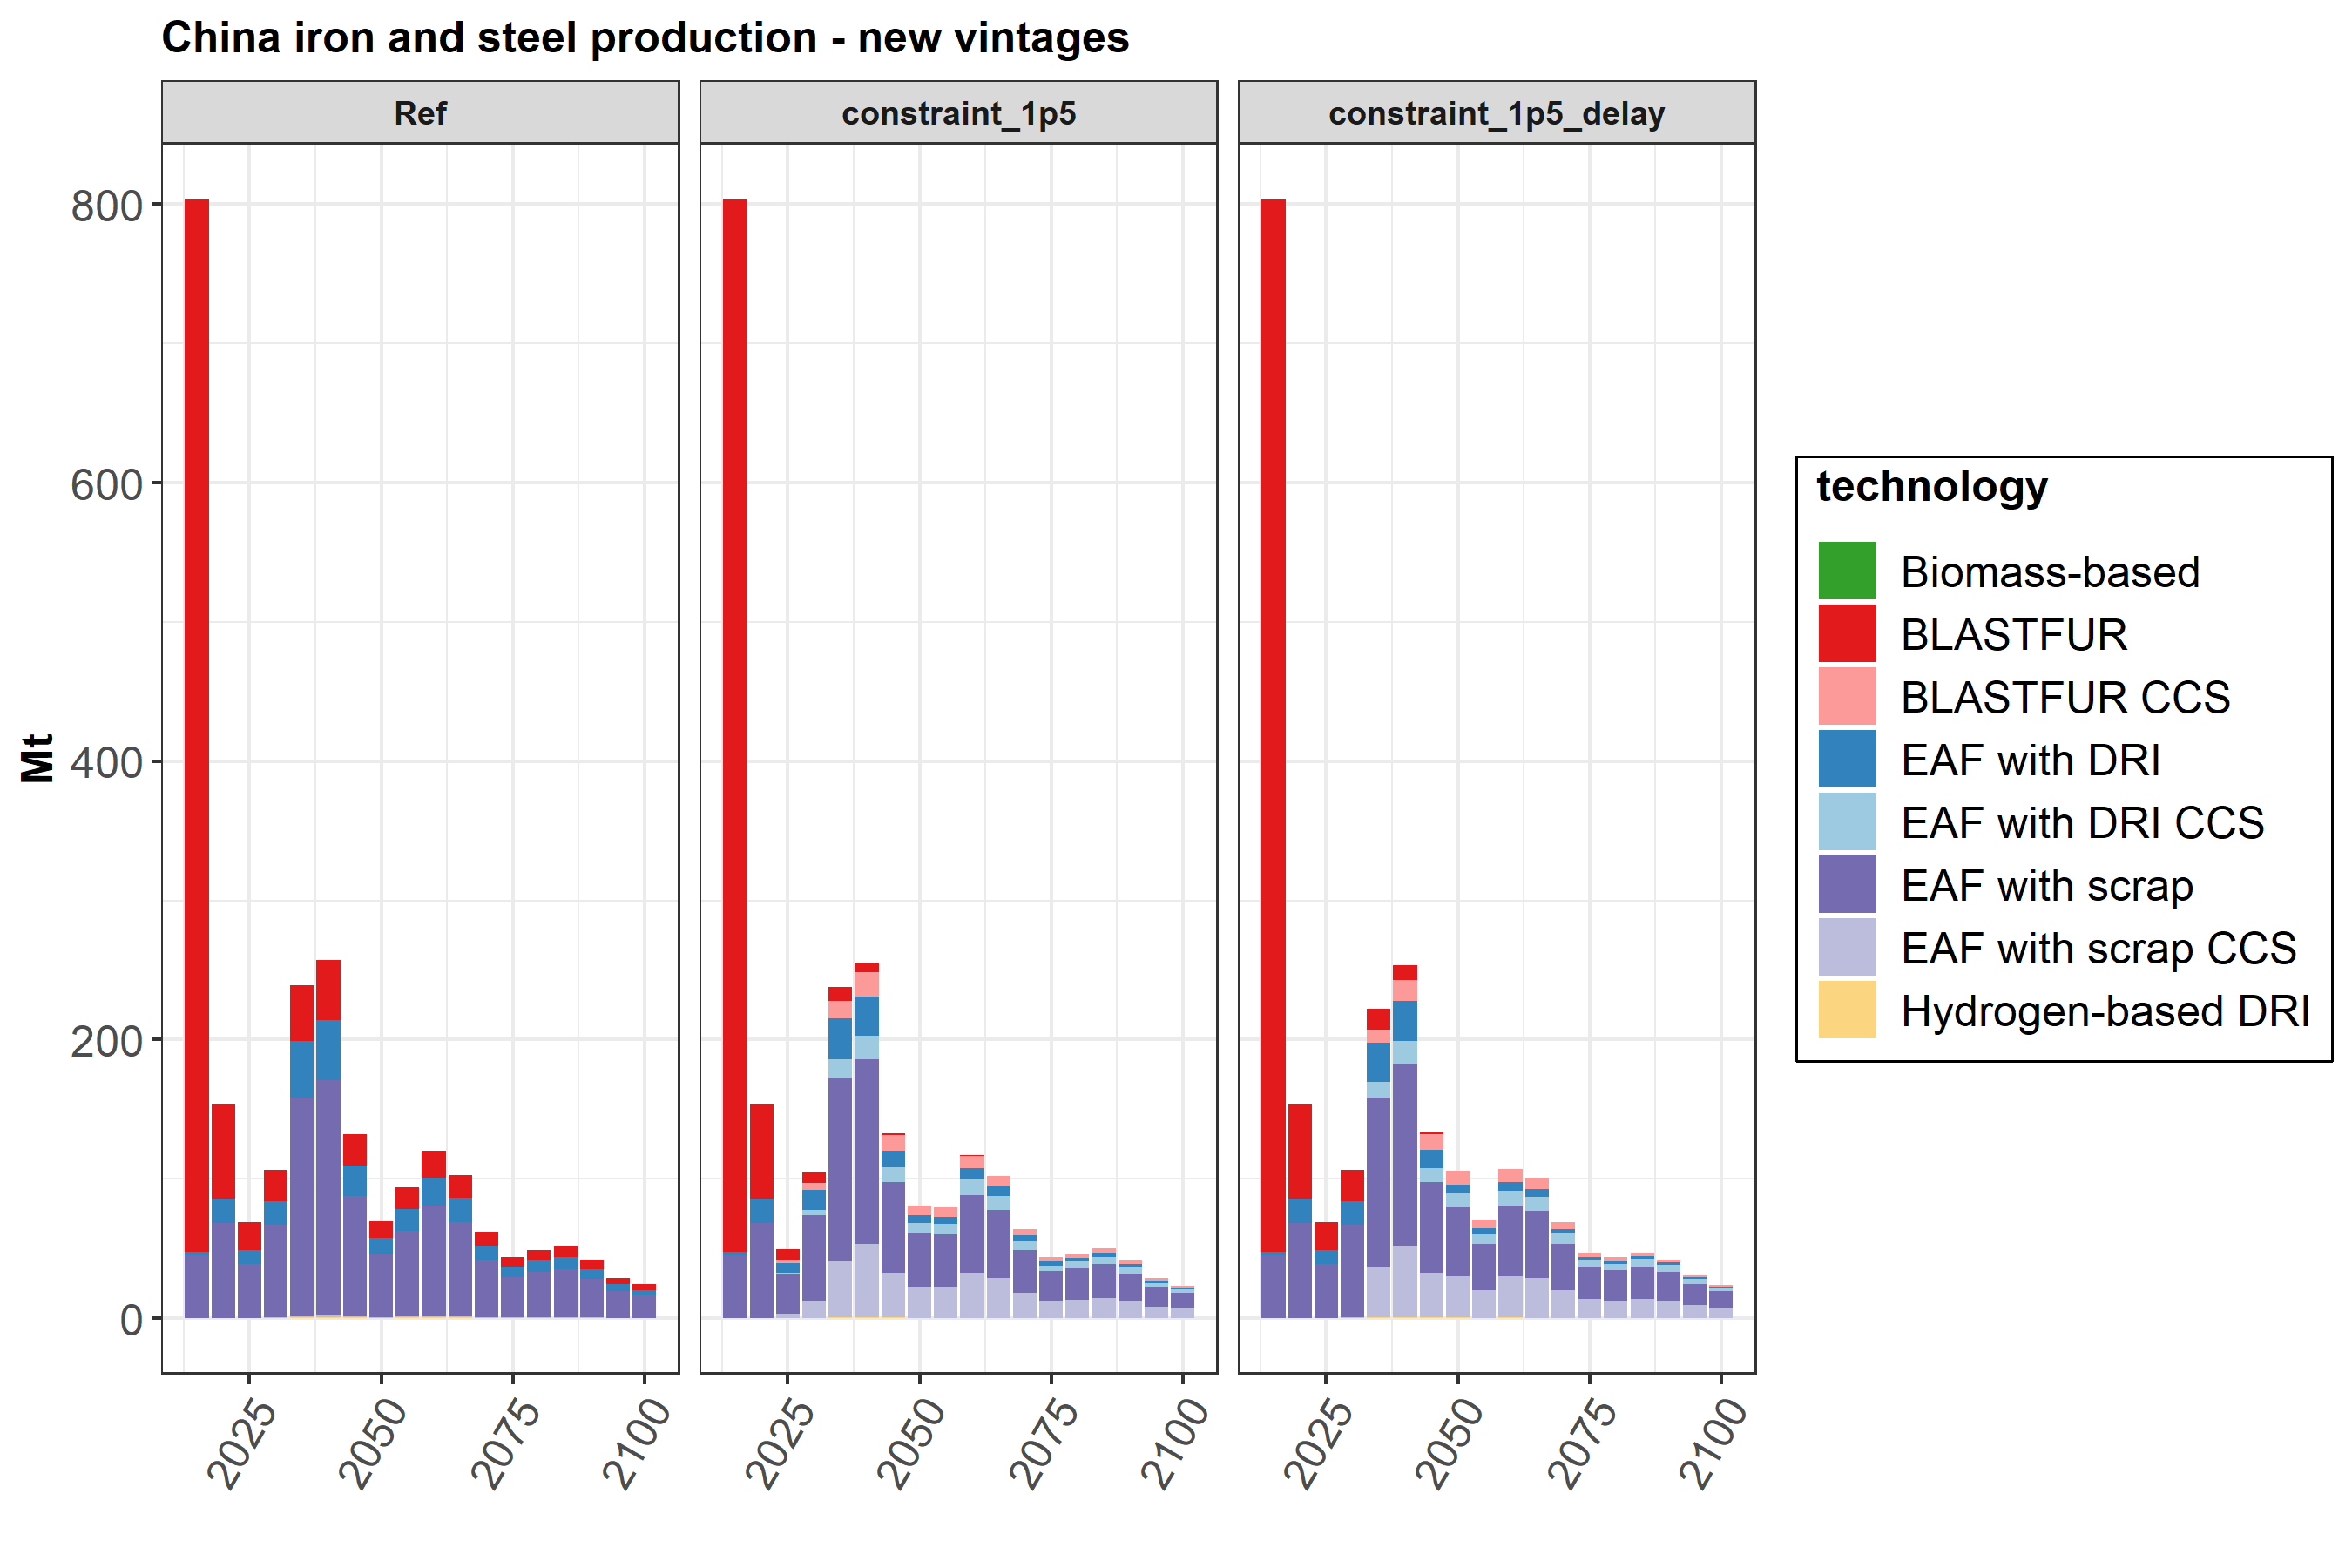 China iron and steel production - new vintages
Ref
constraint_1p5
constraint_1p5_delay
Mt
800
600
400
200
0
2025
2050
2075
2100
2025
2050
2075
2100
2025
2050
2075
2100
technology
Biomass-based
BLASTFUR
BLASTFUR CCS
EAF with DRI
EAF with DRI CCS
EAF with scrap
EAF with scrap CCS
Hydrogen-based DRI